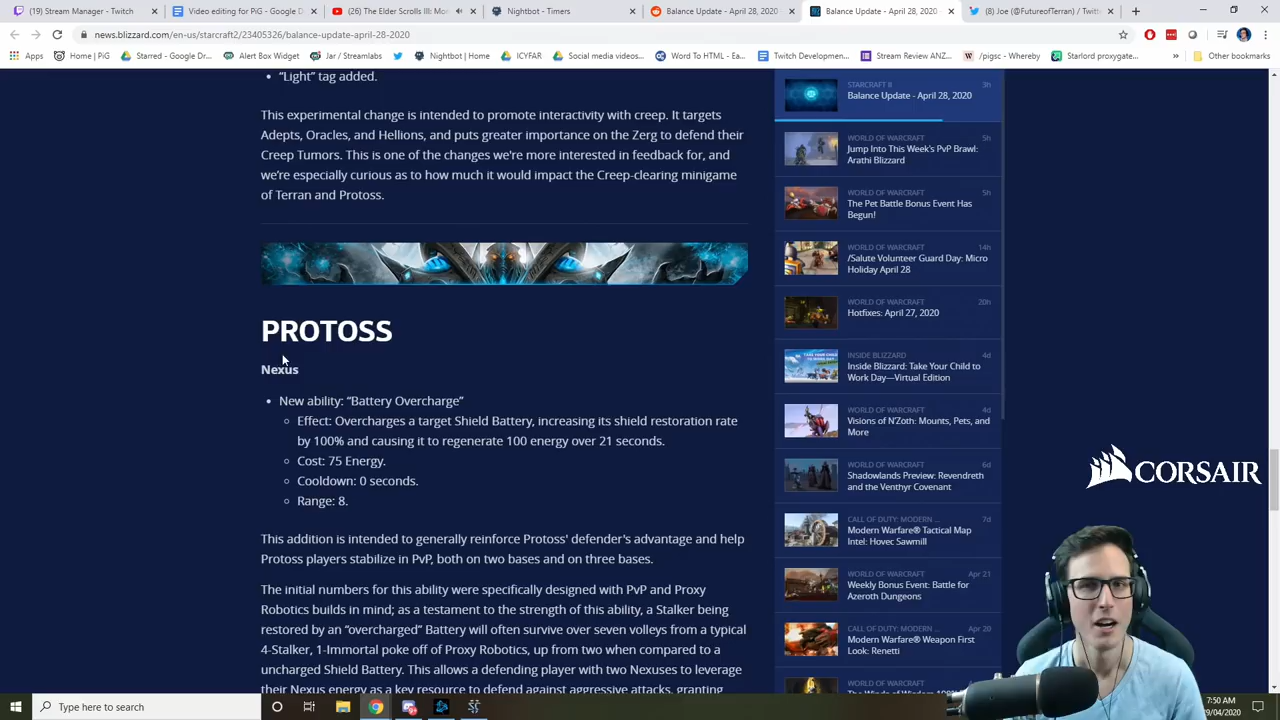 (19) Stream Manager - Twitch
Video editing for PiG - Google D
The Elder Scrolls III Mor
Nightbot - Timers
Balance Update - April 28, 2020
Balance Update - April 28, 2020
(8) Joe (@FutureofTerran) / Twitt
news.blizzard.com/en-us/starcraft2/23405326/balance-update-april-28-2020
Apps
Home | PiG
Starred - Google Dri...
Alert Box Widget
Jar / Streamlabs
Twitch
Nightbot | Home
ICYFAR
Social media videos...
Word To HTML - Ea...
Twitch Developmen...
Stream Review ANZ...
/pigsc - Whereby
Starlord proxygate...
Other bookmarks
“Light” tag added.
This experimental change is intended to promote interactivity with creep. It targets
Adepts, Oracles, and Hellions, and puts greater importance on the Zerg to defend their
Creep Tumors. This is one of the changes we're more interested in feedback for, and
we’re especially curious as to how much it would impact the Creep-clearing minigame
of Terran and Protoss.
PROTOSS
Nexus
New ability: “Battery Overcharge”
Effect: Overcharges a target Shield Battery, increasing its shield restoration rate
by 100% and causing it to regenerate 100 energy over 21 seconds.
Cost: 75 Energy.
Cooldown: 0 seconds.
Range: 8.
This addition is intended to generally reinforce Protoss' defender's advantage and help
Protoss players stabilize in PvP, both on two bases and on three bases.
The initial numbers for this ability were specifically designed with PvP and Proxy
Robotics builds in mind; as a testament to the strength of this ability, a Stalker being
restored by an “overcharged” Battery will often survive over seven volleys from a typical
4-Stalker, 1-Immortal poke off of Proxy Robotics, up from two when compared to a
uncharged Shield Battery. This allows a defending player with two Nexuses to leverage
their Nexus energy as a key resource to defend against aggressive attacks, granting
STARCRAFT II 3h
Balance Update - April 28, 2020
WORLD OF WARCRAFT 5h
Jump Into This Week's PvP Brawl:
Arathi Blizzard
WORLD OF WARCRAFT 5h
The Pet Battle Bonus Event Has
Begun!
WORLD OF WARCRAFT 14h
/Salute Volunteer Guard Day: Micro
Holiday April 28
WORLD OF WARCRAFT 20h
Hotfixes: April 27, 2020
INSIDE BLIZZARD 4d
Inside Blizzard: Take Your Child to
Work Day—Virtual Edition
WORLD OF WARCRAFT 4d
Visions of N'Zoth: Mounts, Pets, and
More
WORLD OF WARCRAFT 6d
Shadowlands Preview: Revendreth
and the Venthyr Covenant
CALL OF DUTY: MODERN ... 7d
Modern Warfare® Tactical Map
Intel: Hovec Sawmill
WORLD OF WARCRAFT Apr 21
Weekly Bonus Event: Battle for
Azeroth Dungeons
CALL OF DUTY: MODERN ... Apr 20
Modern Warfare® Weapon First
Look: Renetti
WORLD OF WARCRAFT
CORSAIR
Type here to search
7:50 AM
9/04/2020